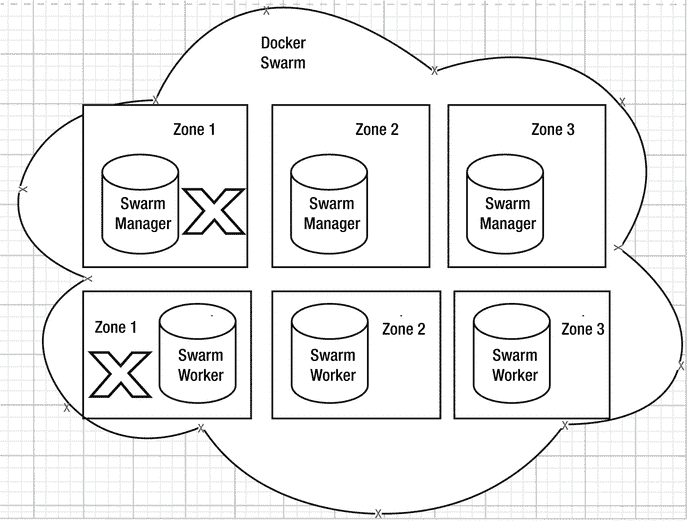 Docker
Swarm
Zone 1
Zone 2
Zone 3
Swarm
Manager
Swarm
Manager
Swarm
Manager
Zone 1
Zone 2
Zone 3
Swarm
Worker
Swarm
Worker
Swarm
Worker